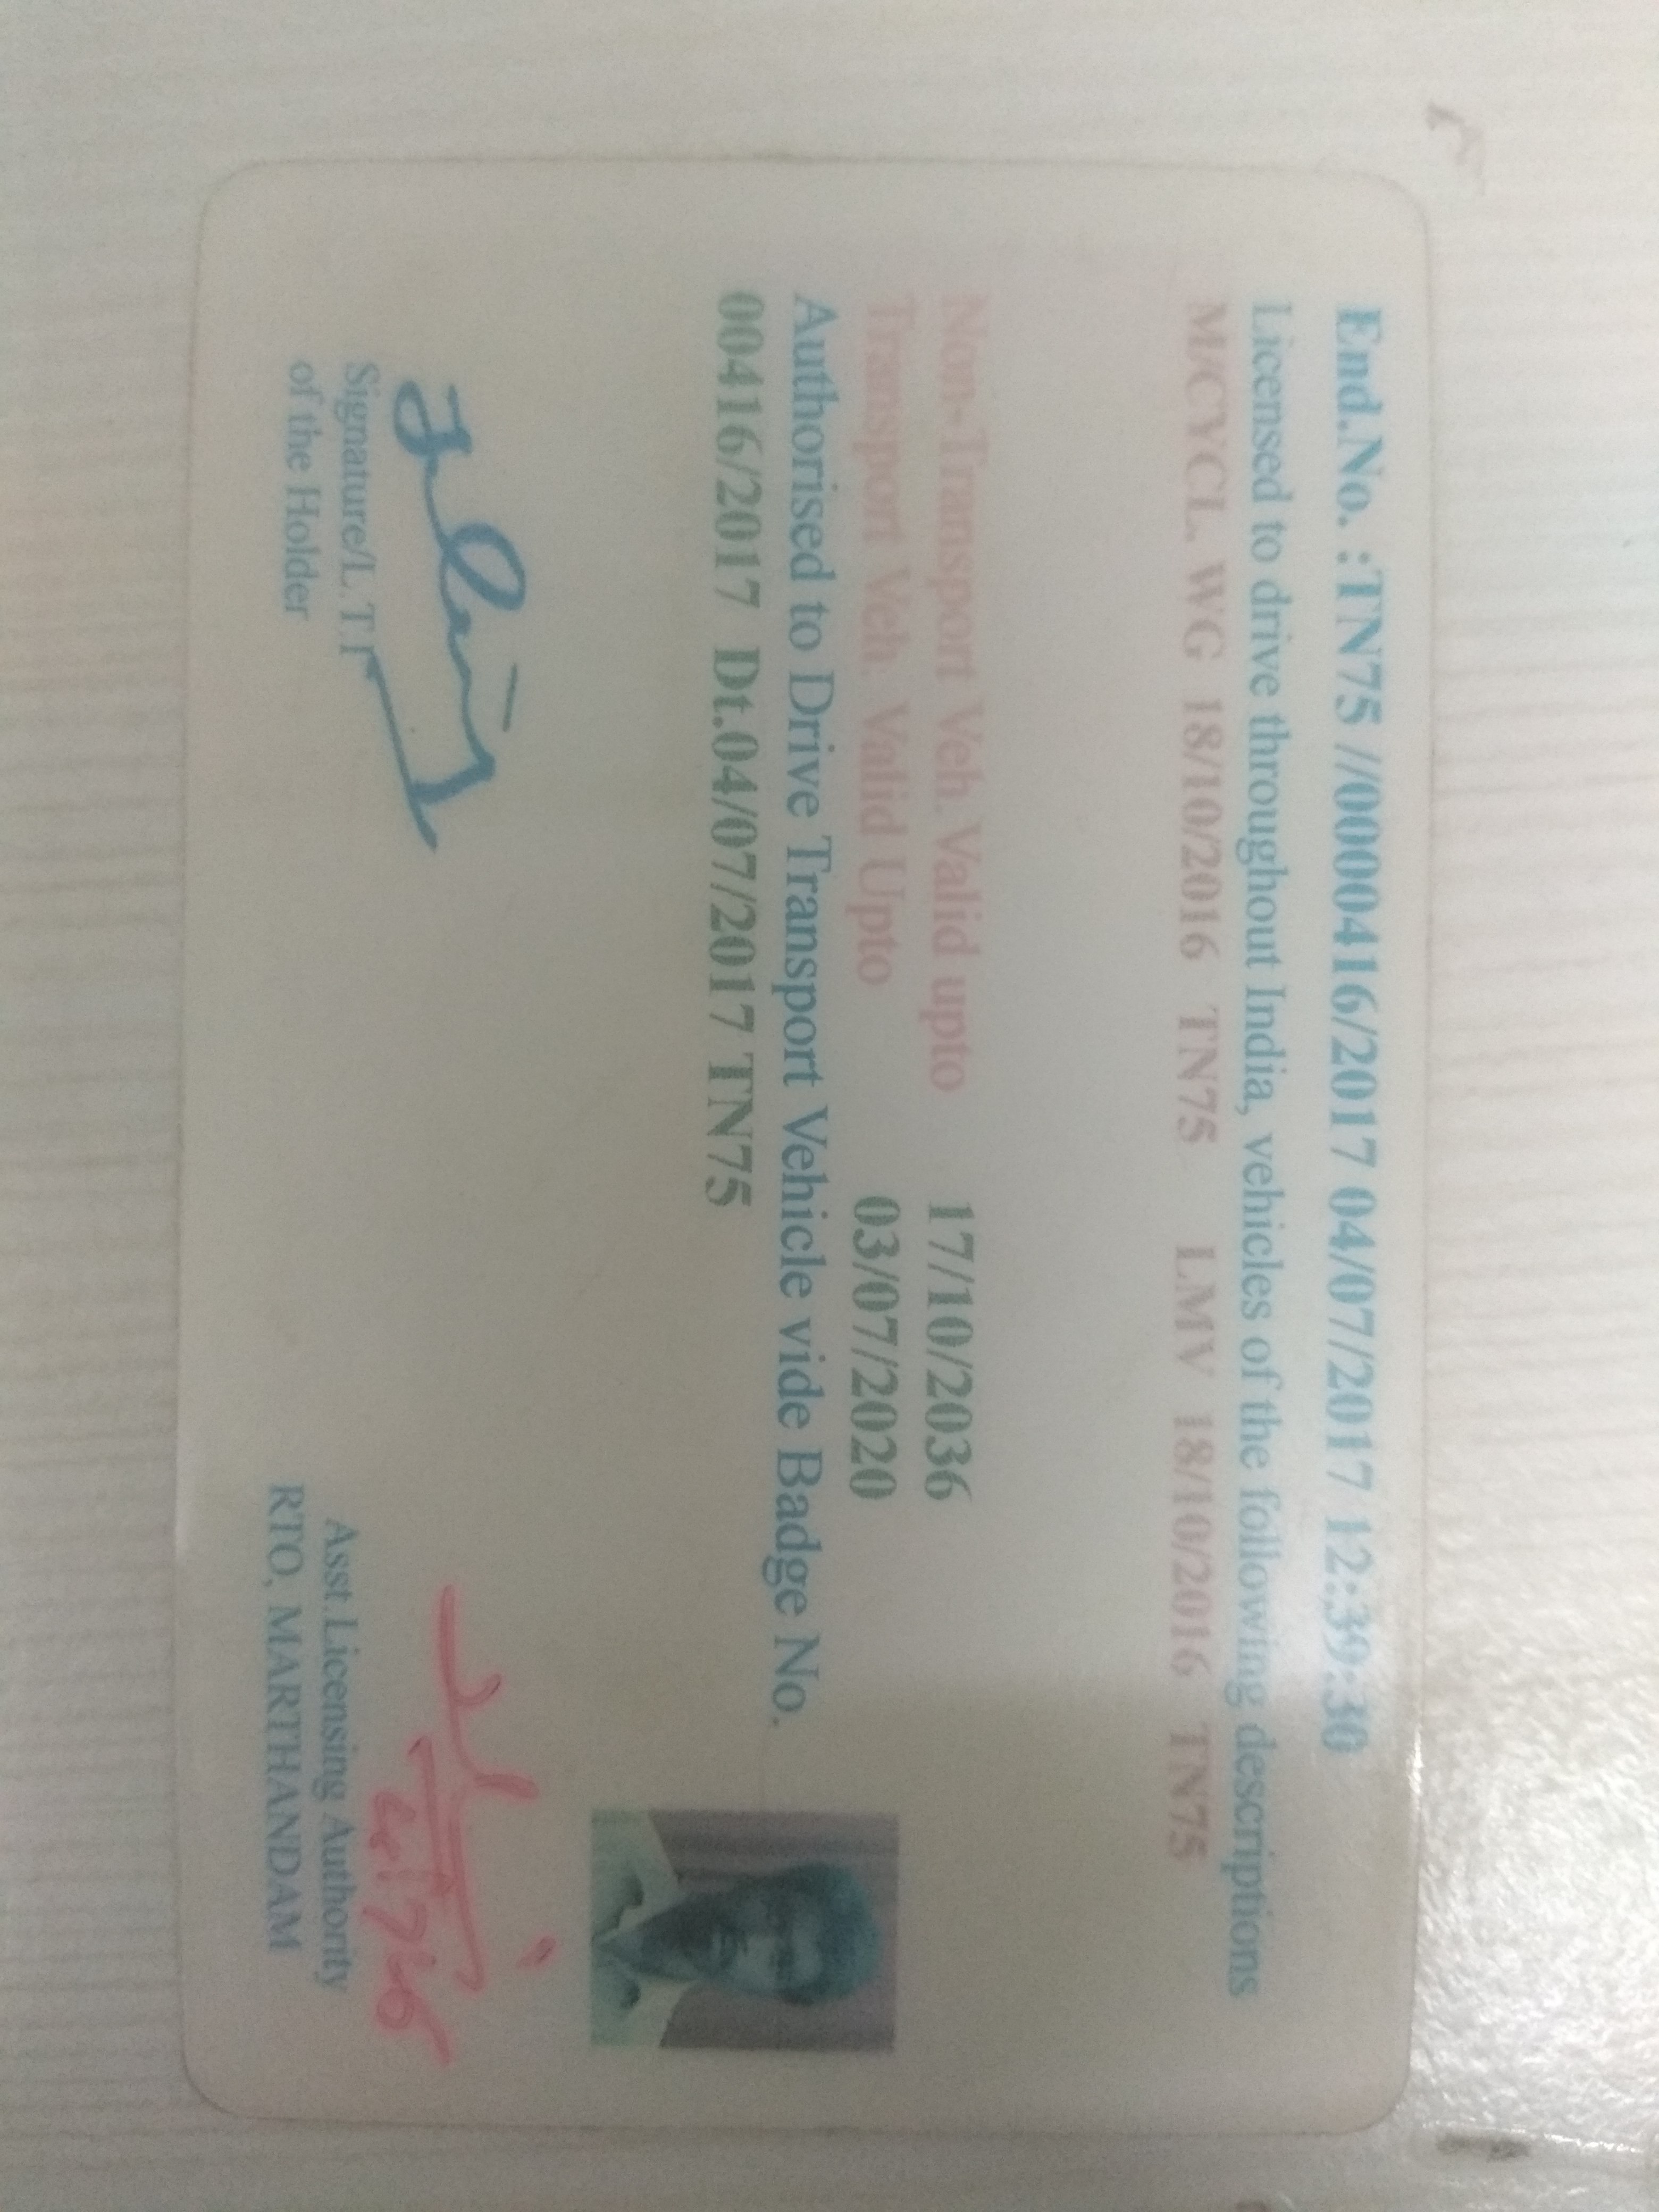 End.No. :TN75 //0000416/2017 04/07/2017 12:39:30
Licensed to drive throughout India, vehicles of the following descriptions
M/CYCL. WG 18/10/2016 TN75 LMV 18/10/2016 TN75
Non-Transport Veh. Valid upto 17/10/2036
Transport Veh. Valid Upto 03/07/2020
Authorised to Drive Transport Vehicle vide Badge No.
00416/2017 Dt.04/07/2017 TN75
Signature/L.T.I
of the Holder
Asst.Licensing Authority
RTO, MARTHANDAM